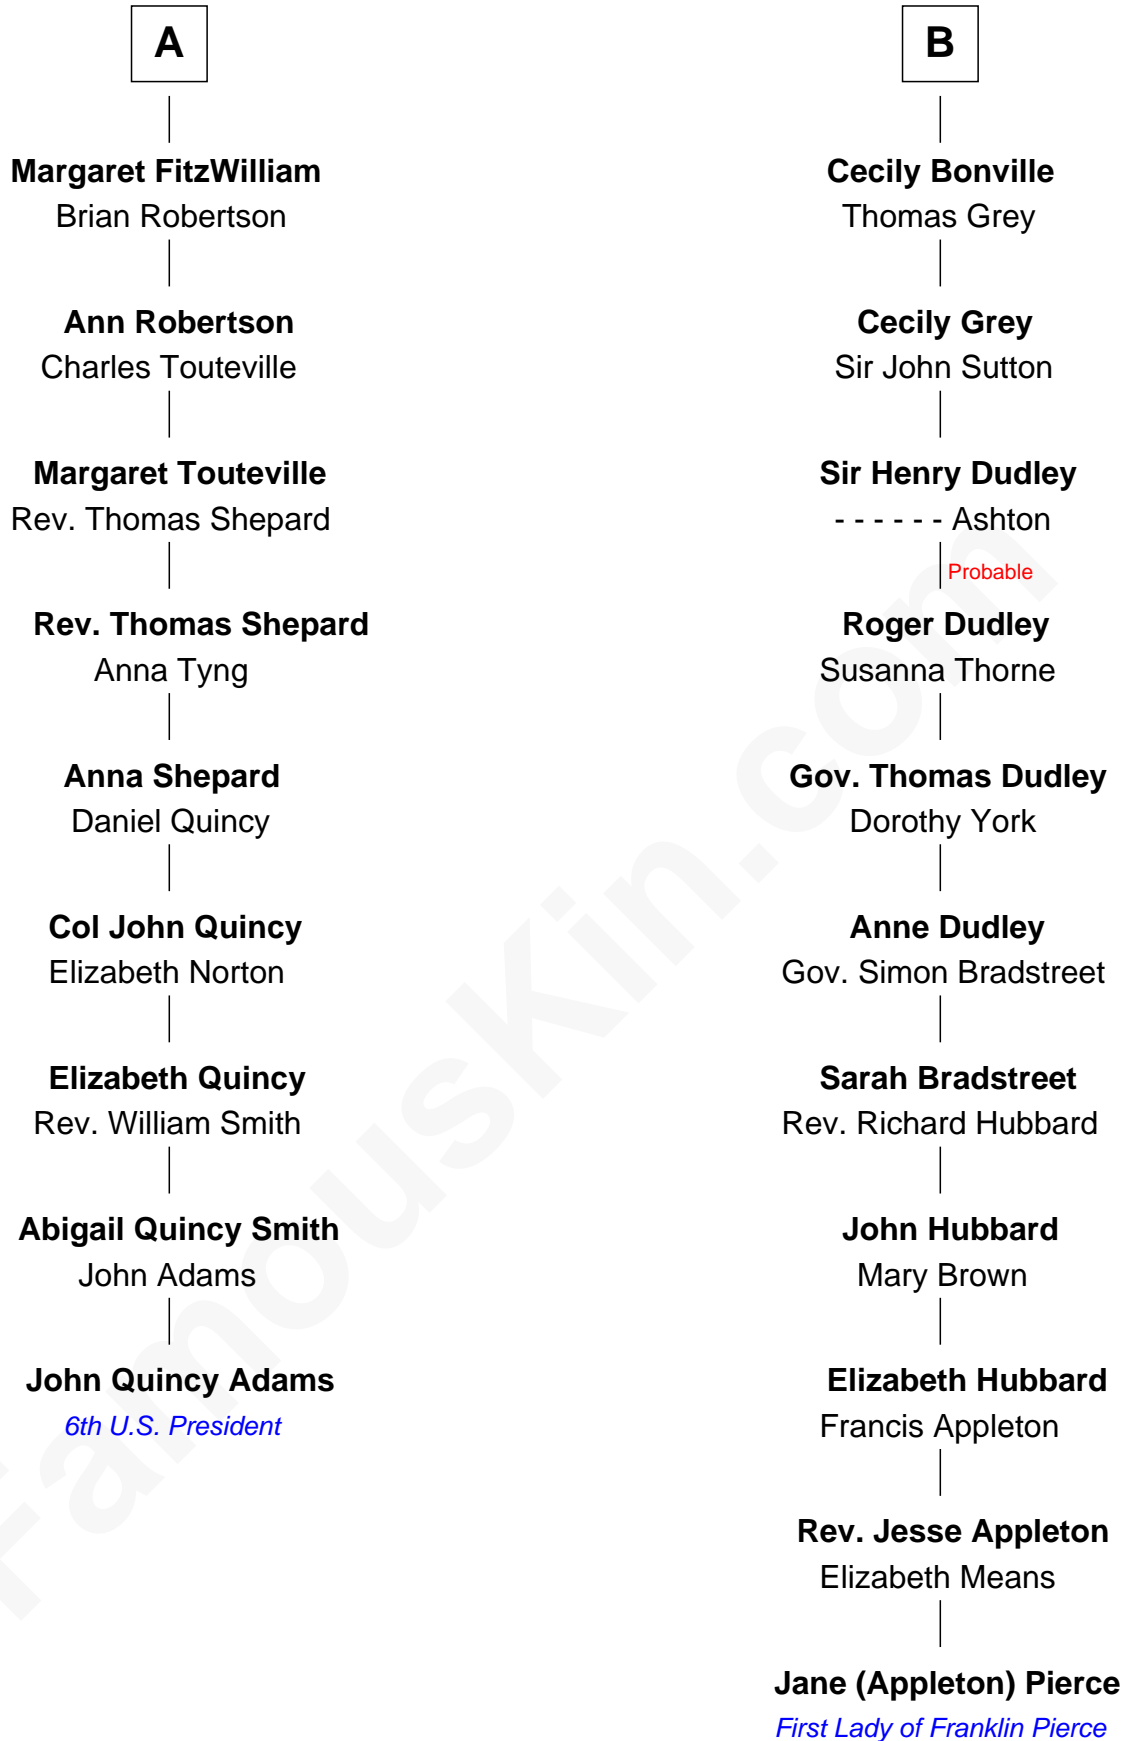 A
Margaret FitzWilliam
Brian Robertson
Ann Robertson
Charles Touteville
Margaret Touteville
Rev. Thomas Shepard
Rev. Thomas Shepard
Anna Tyng
Anna Shepard
Daniel Quincy
Col John Quincy
Elizabeth Norton
Elizabeth Quincy
Rev. William Smith
Abigail Quincy Smith
John Adams
John Quincy Adams
6th U.S. President
B
Cecily Bonville
Thomas Grey
Cecily Grey
Sir John Sutton
Sir Henry Dudley
- - - - - - Ashton
Probable
Roger Dudley
Susanna Thorne
Gov. Thomas Dudley
Dorothy York
Anne Dudley
Gov. Simon Bradstreet
Sarah Bradstreet
Rev. Richard Hubbard
John Hubbard
Mary Brown
Elizabeth Hubbard
Francis Appleton
Rev. Jesse Appleton
Elizabeth Means
Jane (Appleton) Pierce
First Lady of Franklin Pierce
FamousKin.com